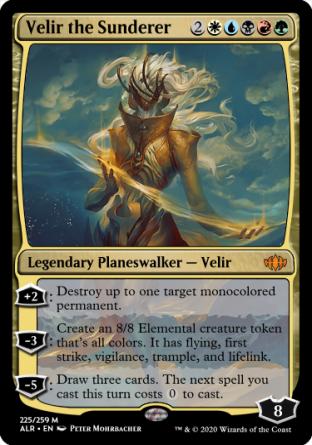 Velir the Sunderer 2
Legendary Planeswalker — Velir
+2: Destroy up to one target monocolored
permanent.
-3: Create an 8/8 Elemental creature token
that's all colors. It has flying, first
strike, vigilance, trample, and lifelink.
-5: Draw three cards. The next spell you
cast this turn costs 0 to cast.
8
225/259 M
ALR • EN Peter Mohrbacher ™ & © 2020 Wizards of the Coast